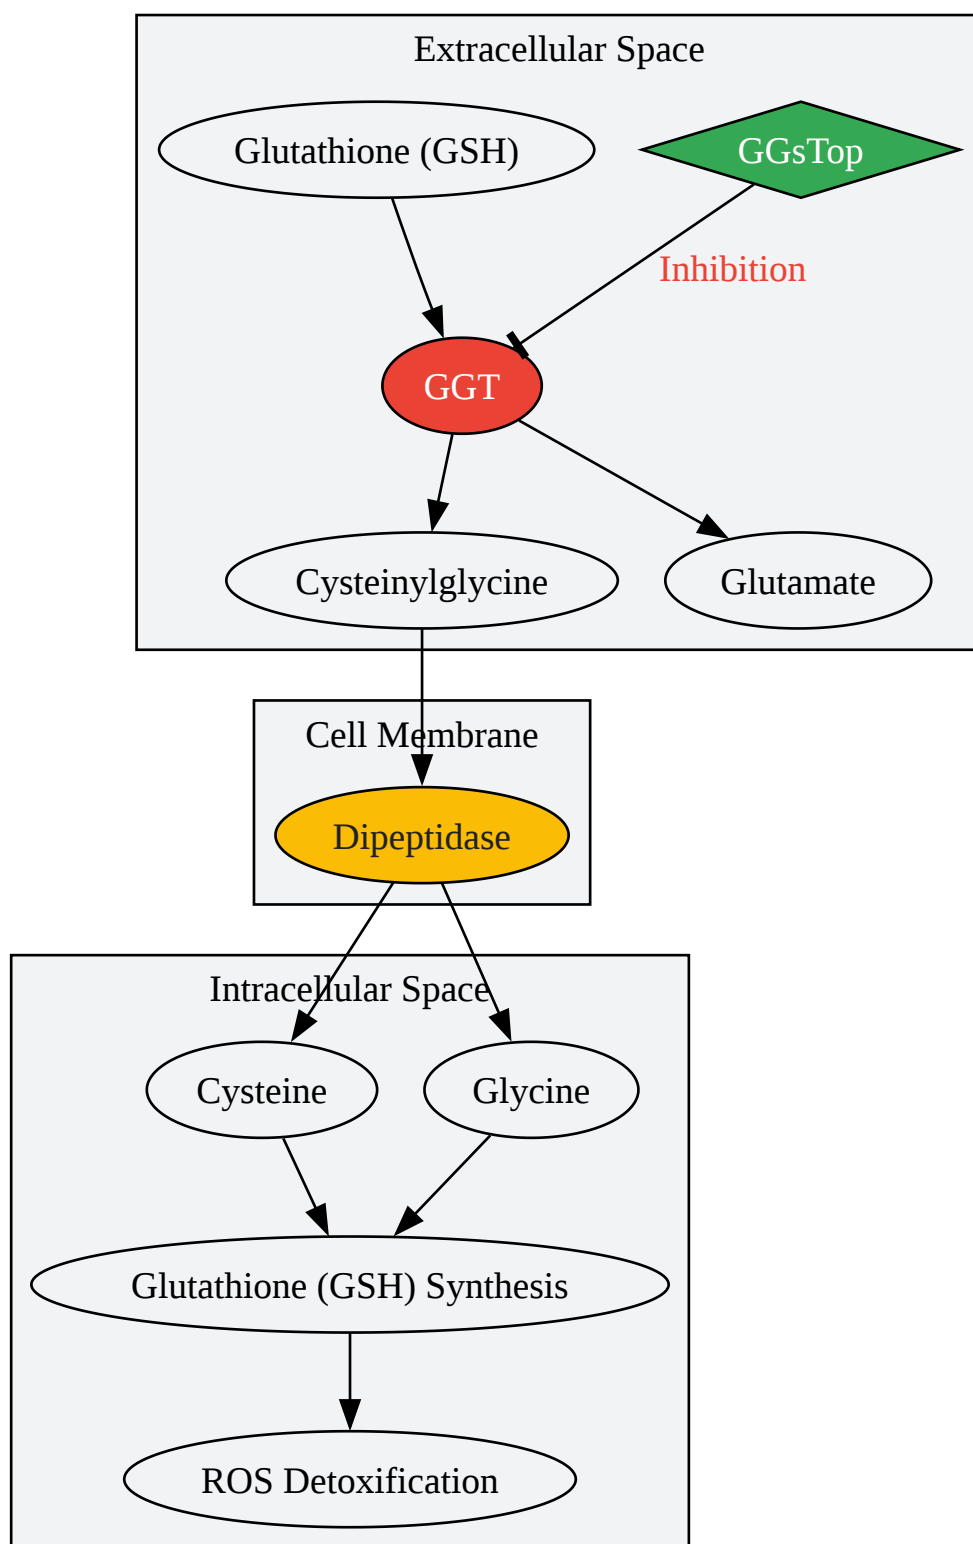 Extracellular Space
Glutathione (GSH)
GGsTop
Inhibition
GGT
Cysteinylglycine
Glutamate
Cell Membrane
Dipeptidase
Intracellular Space
Cysteine
Glycine
Glutathione (GSH) Synthesis
ROS Detoxification